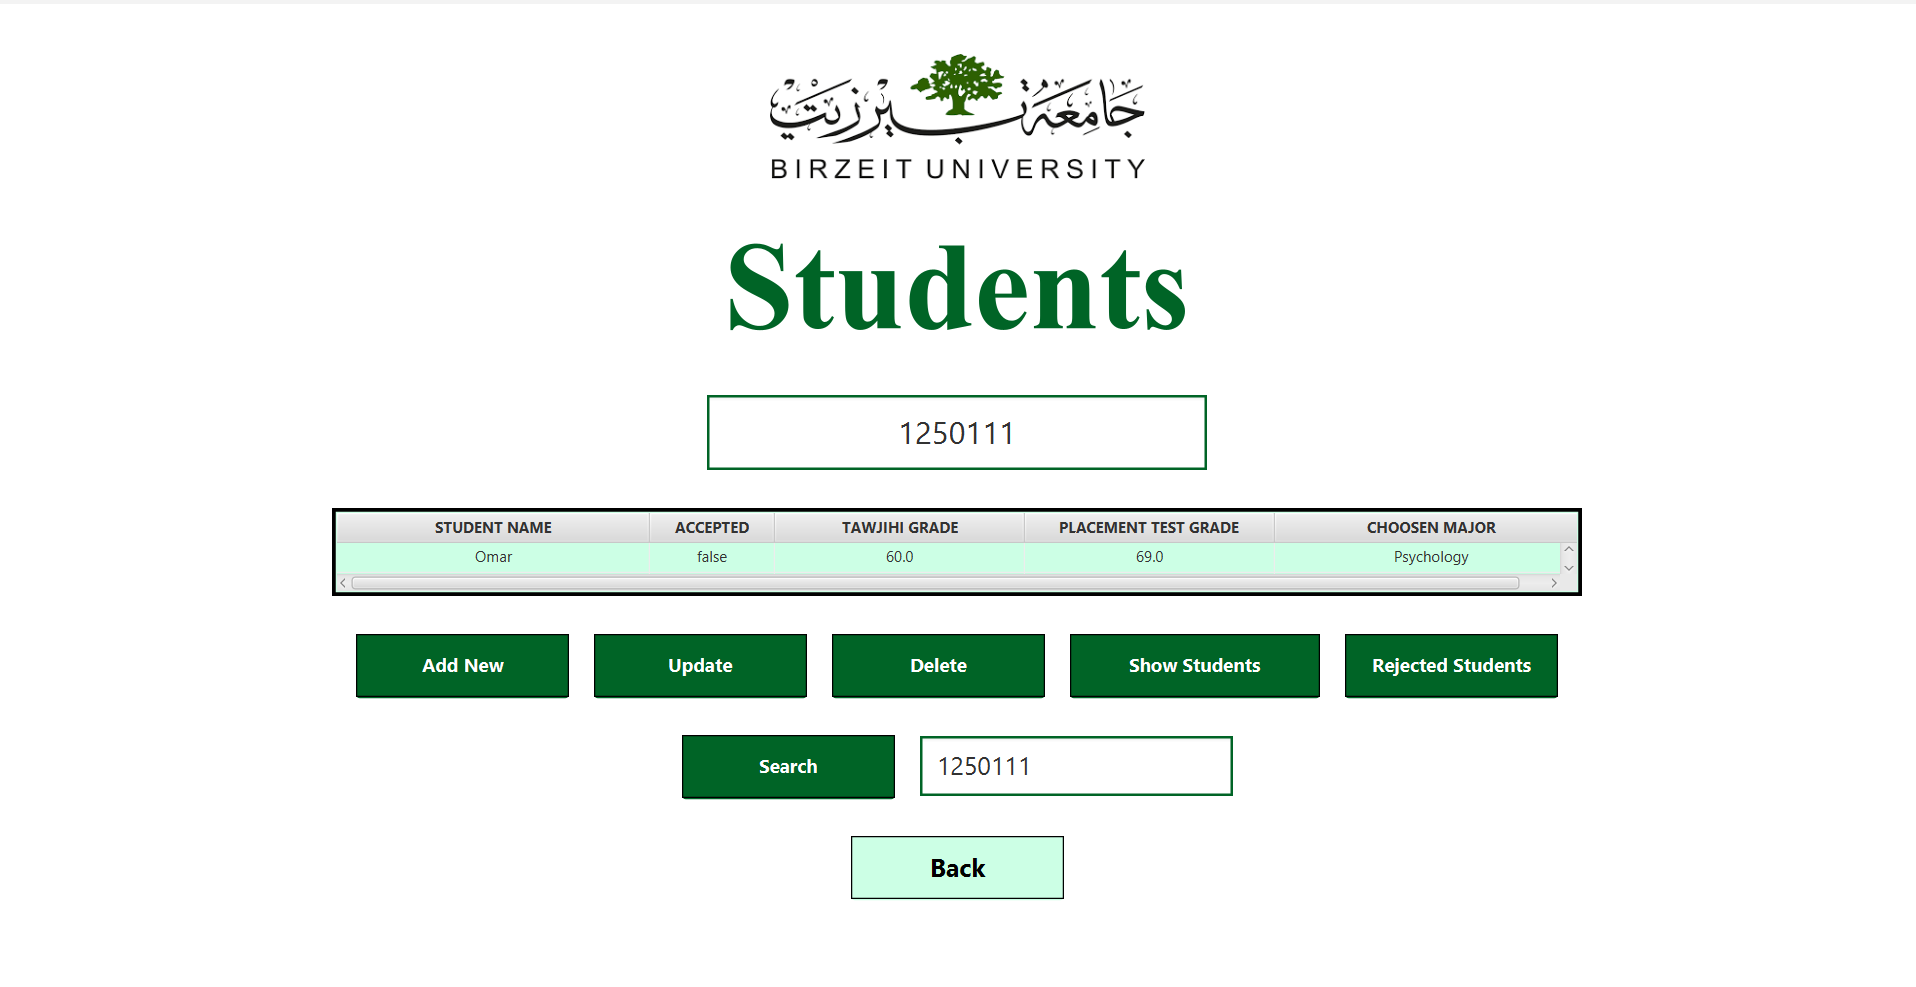 جامعة بيرزيت
BIRZEIT UNIVERSITY
Students
1250111
STUDENT NAME ACCEPTED TAWJIHI GRADE PLACEMENT TEST GRADE CHOOSEN MAJOR
Omar false 60.0 69.0 Psychology
Add New Update Delete Show Students Rejected Students
Search 1250111
Back